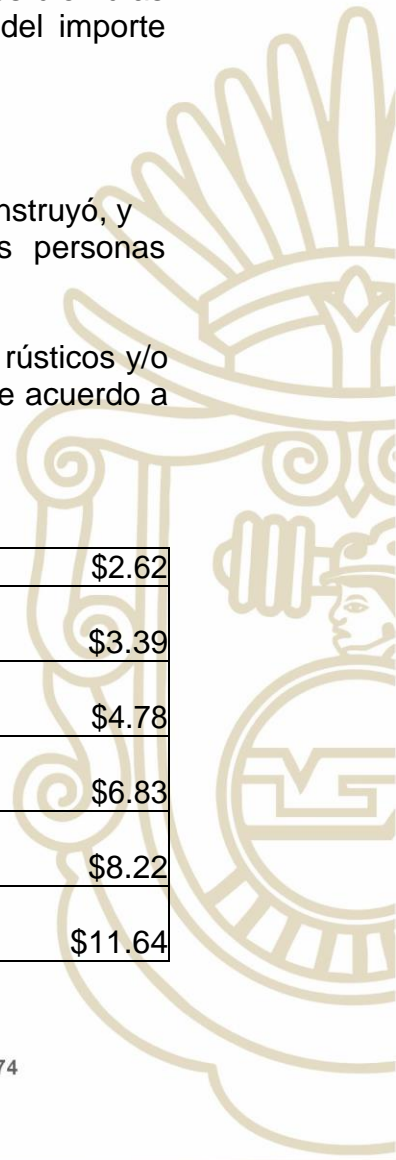 del importe
nstruyó, y
s personas
rústicos y/o
e acuerdo a
$2.62
$3.39
$4.78
$6.83
$8.22
$11.64
74